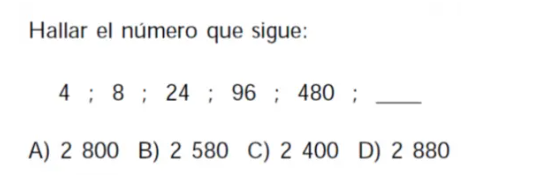 Hallar el número que sigue:
4 ; 8 ; 24 ; 96 ; 480 ; ____
A) 2 800 B) 2 580 C) 2 400 D) 2 880